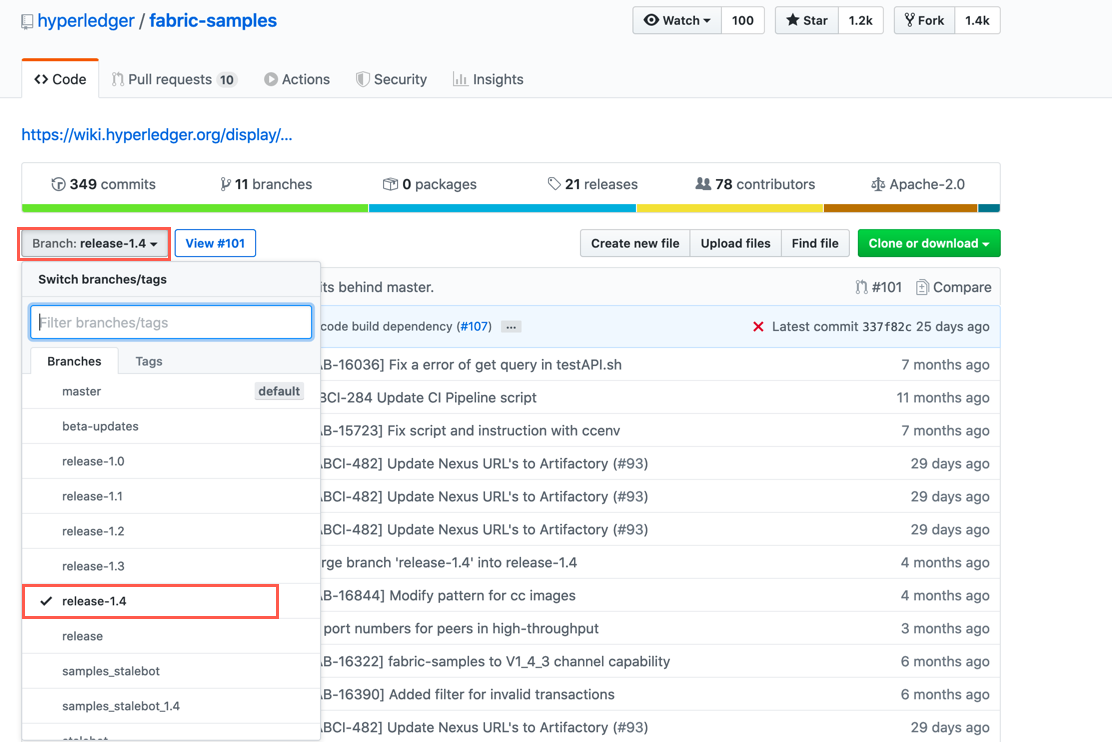 hyperledger / fabric-samples
Watch 100 Star 1.2k Fork 1.4k
Code Pull requests 10 Actions Security Insights
https://wiki.hyperledger.org/display/...
349 commits 11 branches 0 packages 21 releases 78 contributors Apache-2.0
Branch: release-1.4 View #101 Create new file Upload files Find file Clone or download
Switch branches/tags
Filter branches/tags
Branches Tags
master default
beta-updates
release-1.0
release-1.1
release-1.2
release-1.3
release-1.4
release
samples_stalebot
samples_stalebot_1.4
stalebot
its behind master. #101 Compare
code build dependency (#107) ... Latest commit 337f82c 25 days ago
AB-16036] Fix a error of get query in testAPI.sh 7 months ago
BCI-284 Update CI Pipeline script 11 months ago
AB-15723] Fix script and instruction with ccenv 7 months ago
ABCI-482] Update Nexus URL's to Artifactory (#93) 29 days ago
ABCI-482] Update Nexus URL's to Artifactory (#93) 29 days ago
ABCI-482] Update Nexus URL's to Artifactory (#93) 29 days ago
rge branch 'release-1.4' into release-1.4 4 months ago
AB-16844] Modify pattern for cc images 4 months ago
port numbers for peers in high-throughput 3 months ago
AB-16322] fabric-samples to V1_4_3 channel capability 6 months ago
AB-16390] Added filter for invalid transactions 6 months ago
ABCI-482] Update Nexus URL's to Artifactory (#93) 29 days ago